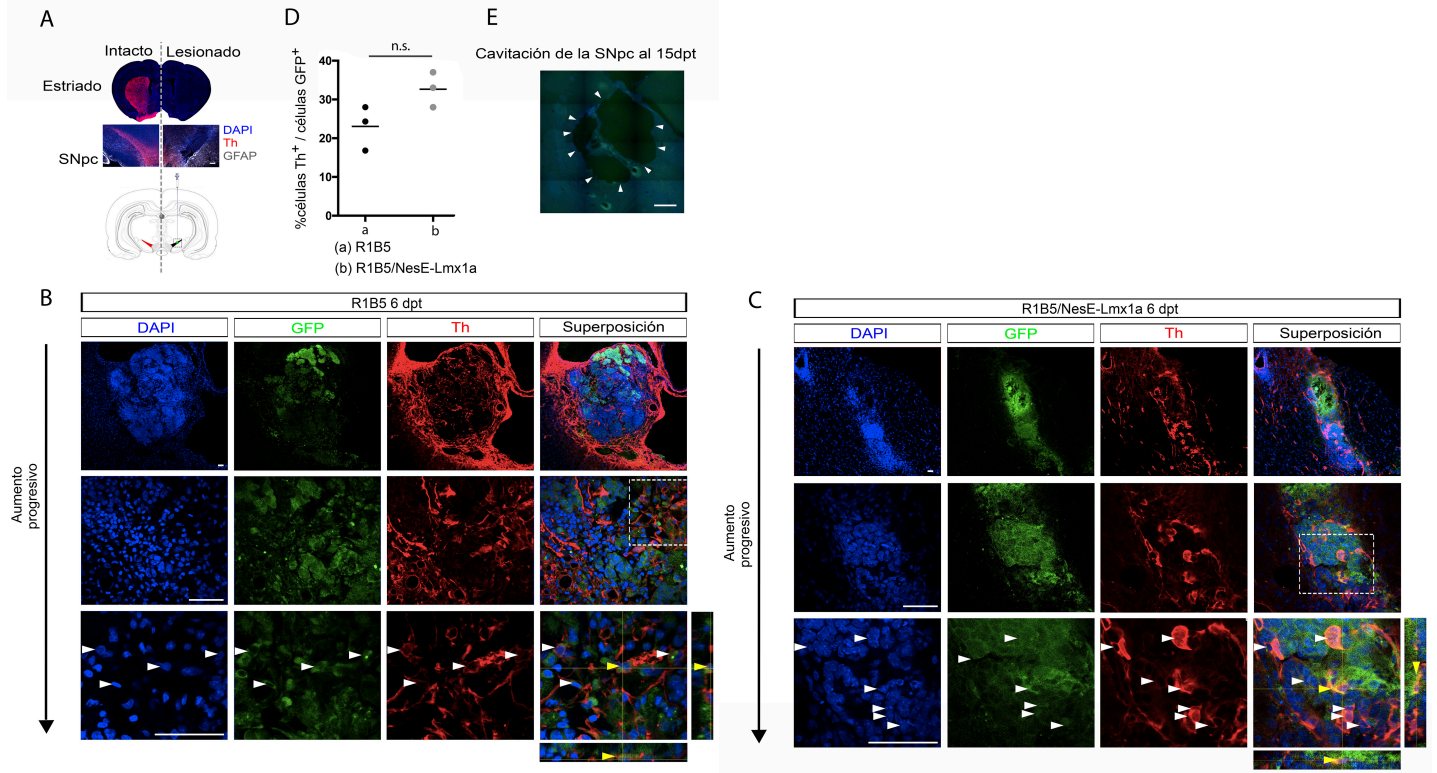 A
Intacto
Lesionado
Estriado
SNpc
DAPI
Th
GFAP
D
n.s.
%células Th+ / células GFP+
40
30
20
10
0
a
b
(a) R1B5
(b) R1B5/NesE-Lmx1a
E
Cavitación de la SNpc al 15dpt
B
R1B5 6 dpt
DAPI
GFP
Th
Superposición
Aumento
progresivo
C
R1B5/NesE-Lmx1a 6 dpt
DAPI
GFP
Th
Superposición
Aumento
progresivo